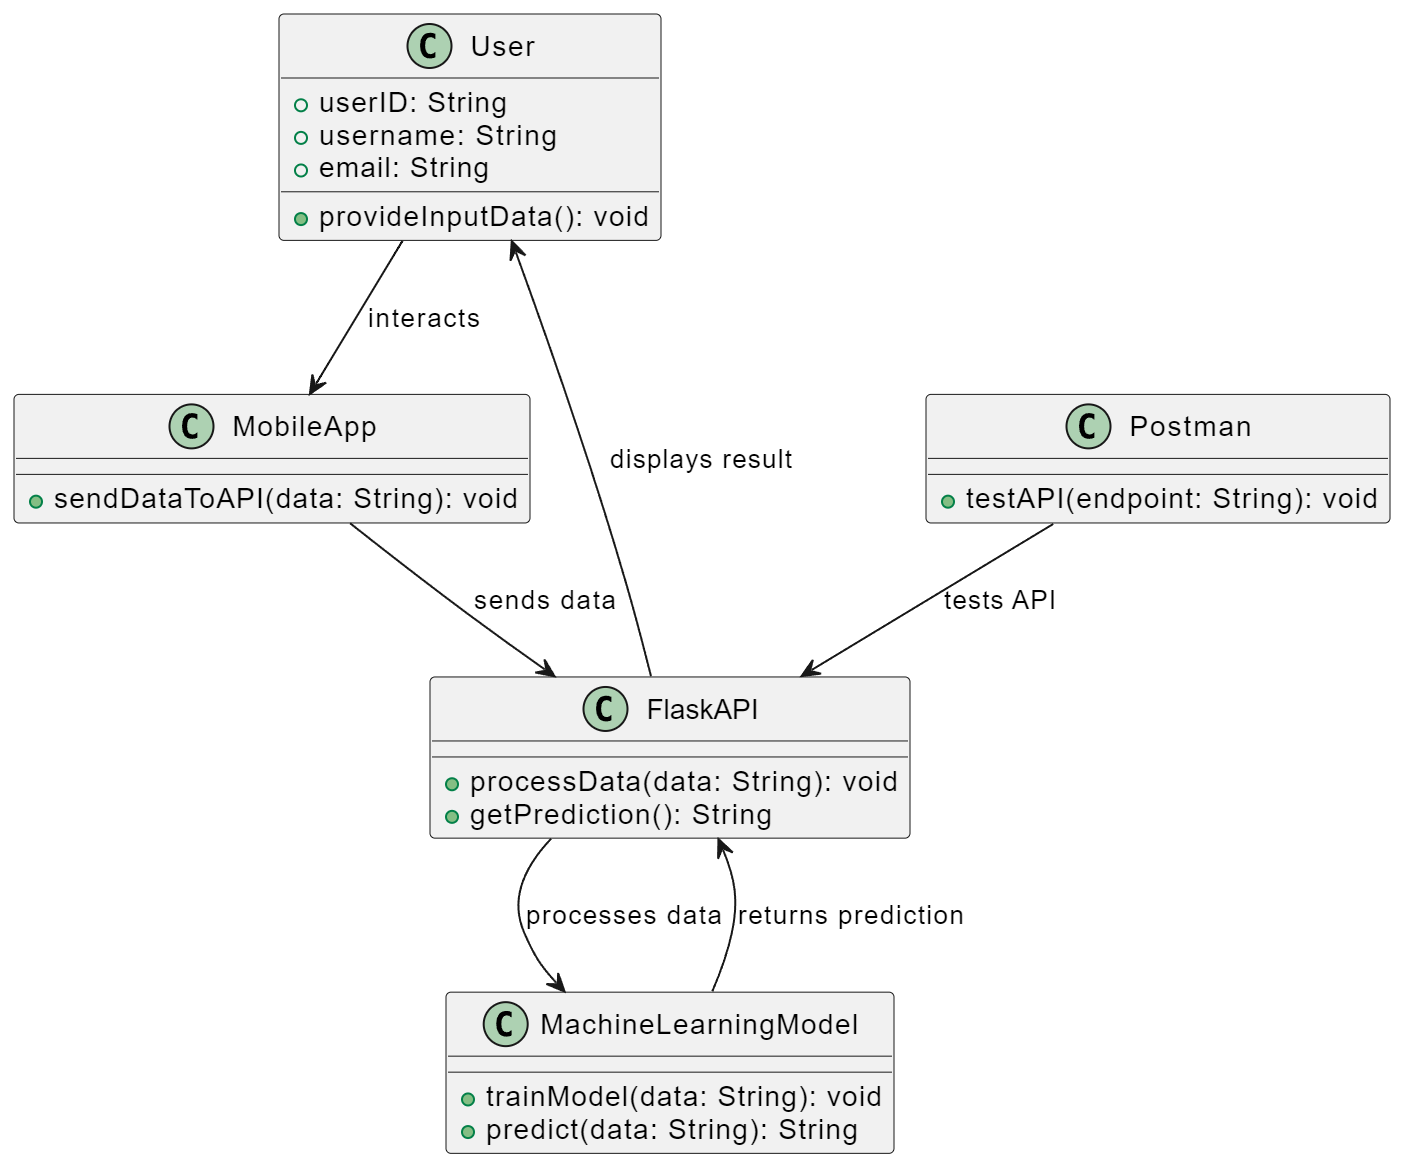 C User
userID: String
username: String
email: String
provideInputData(): void
interacts
C MobileApp
sendDataToAPI(data: String): void
displays result
C Postman
testAPI(endpoint: String): void
sends data
tests API
C FlaskAPI
processData(data: String): void
getPrediction(): String
processes data
returns prediction
C MachineLearningModel
trainModel(data: String): void
predict(data: String): String